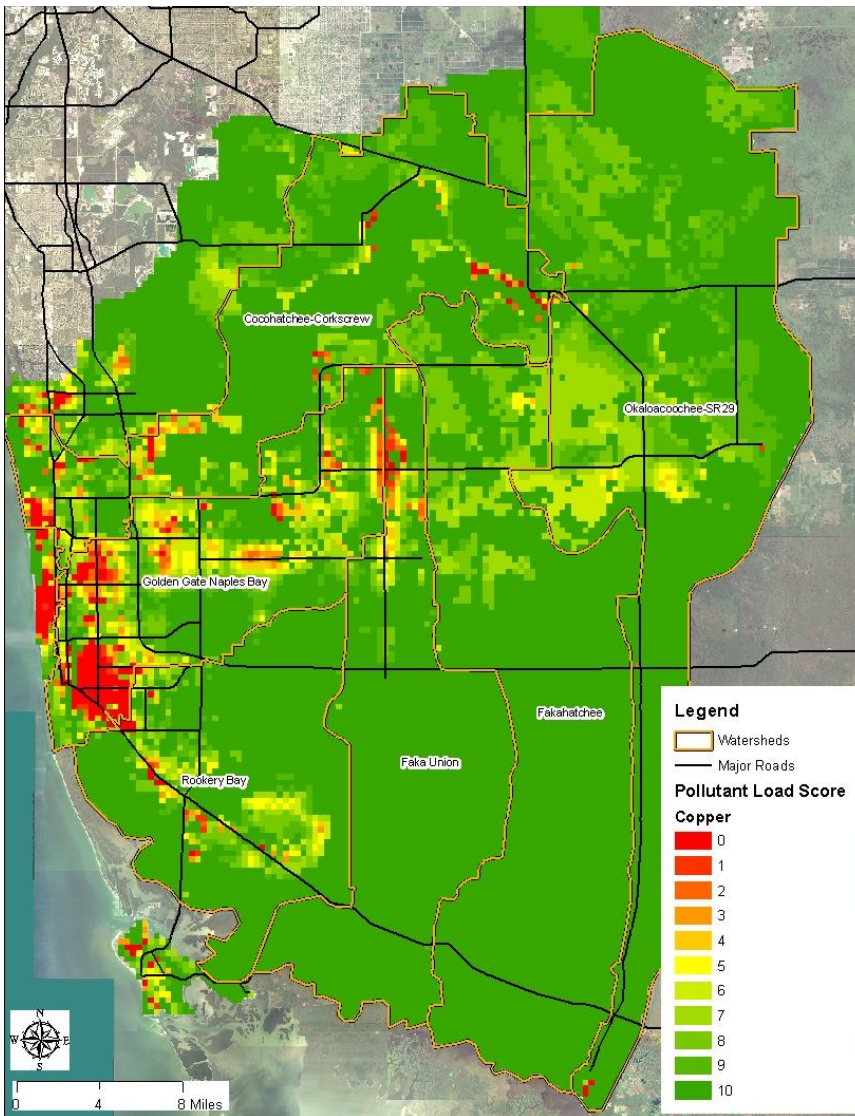 Cocohatchee-Corkscrew
Okaloacoochee-SR29
Golden Gate Naples Bay
Fakahatchee
Faka Union
Rookery Bay
Legend
Watersheds
Major Roads
Pollutant Load Score
Copper
0
1
2
3
4
5
6
7
8
9
10
N
W E
S
0 4 8 Miles